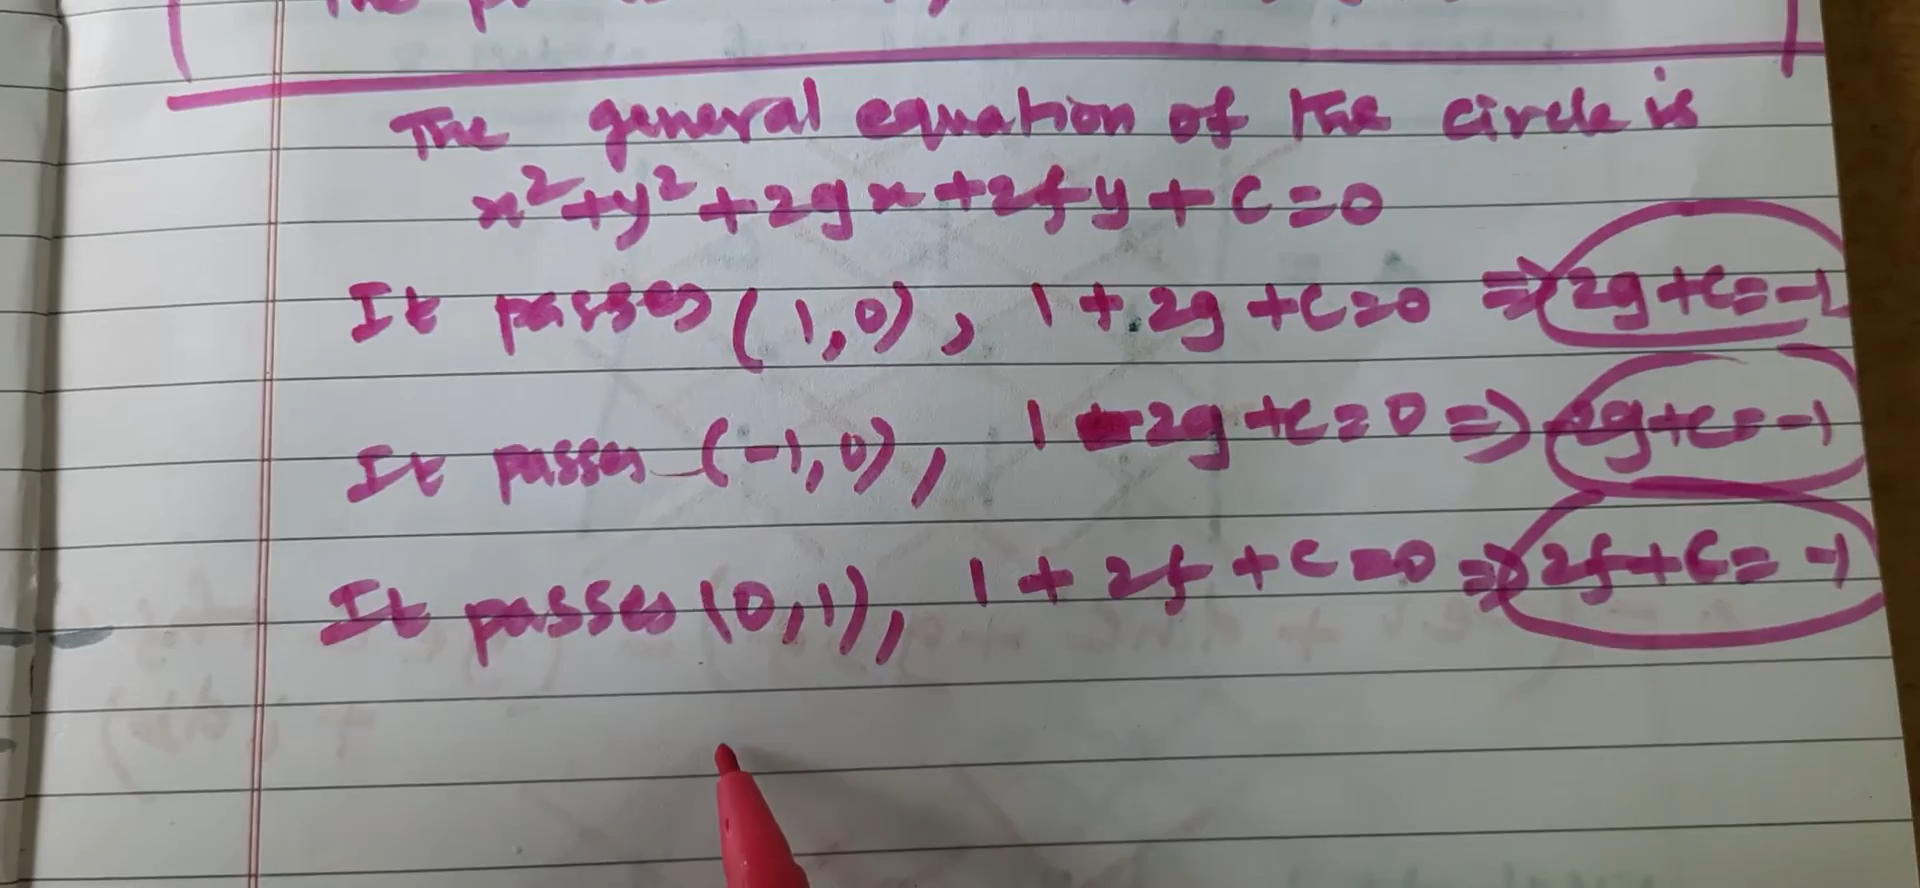 The
The general equation of the circle is
x²+y²+2gx+2fy+c=0
It passes (1,0), 1+2g+c=0 ⇒ 2g+c=-1
It passes (-1,0), 1-2g+c=0 ⇒ -2g+c=-1
It passes (0,1), 1+2f+c=0 ⇒ 2f+c=-1